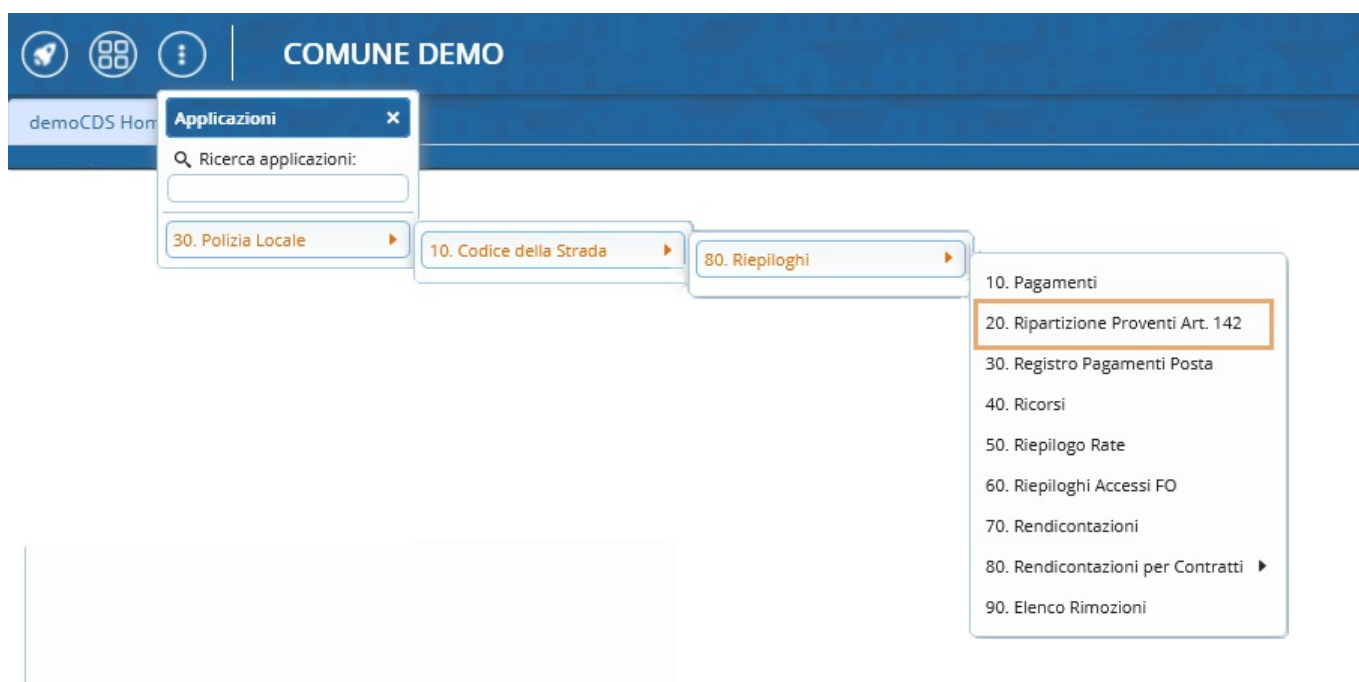 COMUNE DEMO
demoCDS Hom
Applicazioni
Ricerca applicazioni:
30. Polizia Locale
10. Codice della Strada
80. Riepiloghi
10. Pagamenti
20. Ripartizione Proventi Art. 142
30. Registro Pagamenti Posta
40. Ricorsi
50. Riepilogo Rate
60. Riepiloghi Accessi FO
70. Rendicontazioni
80. Rendicontazioni per Contratti
90. Elenco Rimozioni